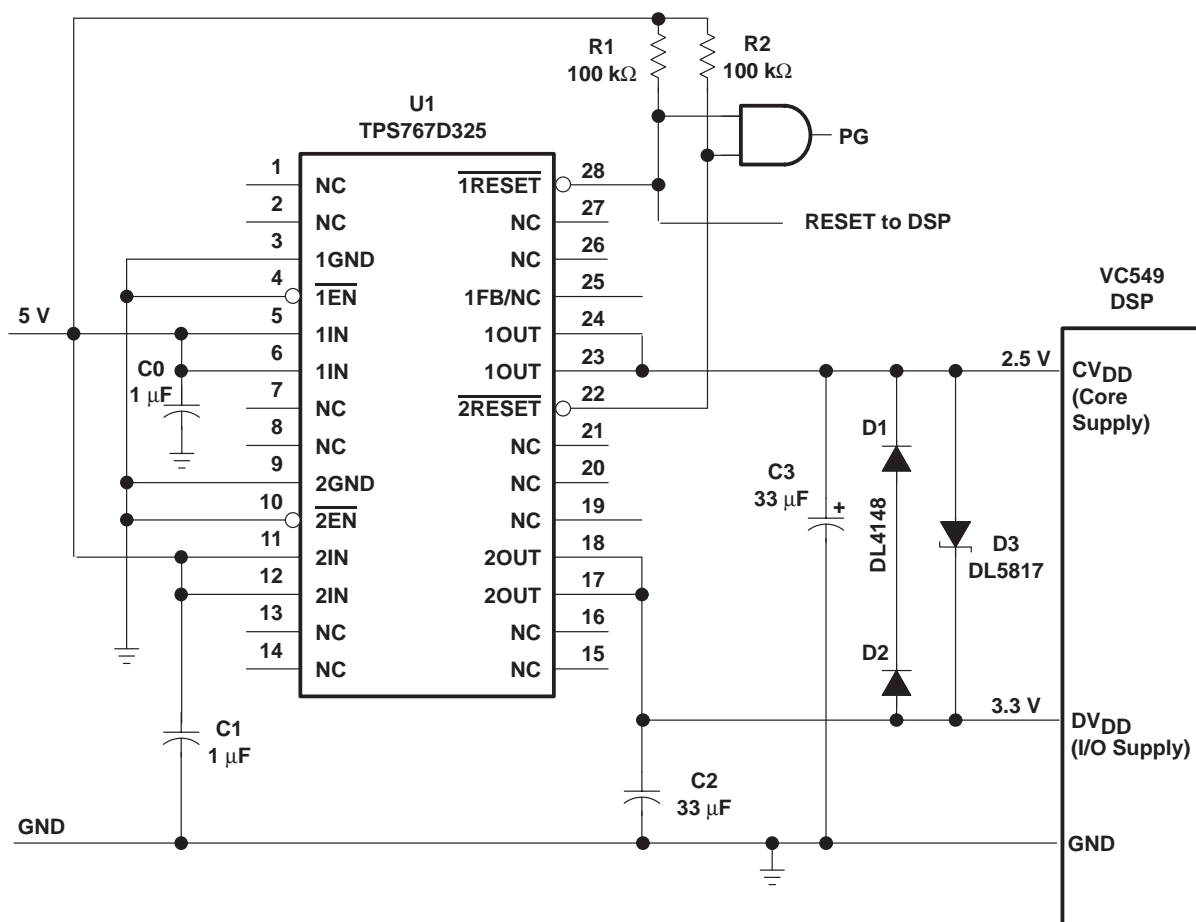 R1
100 kΩ
R2
100 kΩ
U1
TPS767D325
PG
1
NC
1RESET
28
2
NC
NC
27
RESET to DSP
3
1GND
NC
26
4
1EN
1FB/NC
25
5 V
5
1IN
1OUT
24
C0
1 μF
6
1IN
1OUT
23
7
NC
2RESET
22
8
NC
NC
21
9
2GND
NC
20
10
2EN
NC
19
11
2IN
2OUT
18
12
2IN
2OUT
17
13
NC
NC
16
14
NC
NC
15
VC549
DSP
2.5 V
CVDD
(Core
Supply)
D1
C3
33 μF
+
DL4148
D3
DL5817
D2
3.3 V
DVDD
(I/O Supply)
C1
1 μF
C2
33 μF
GND
GND